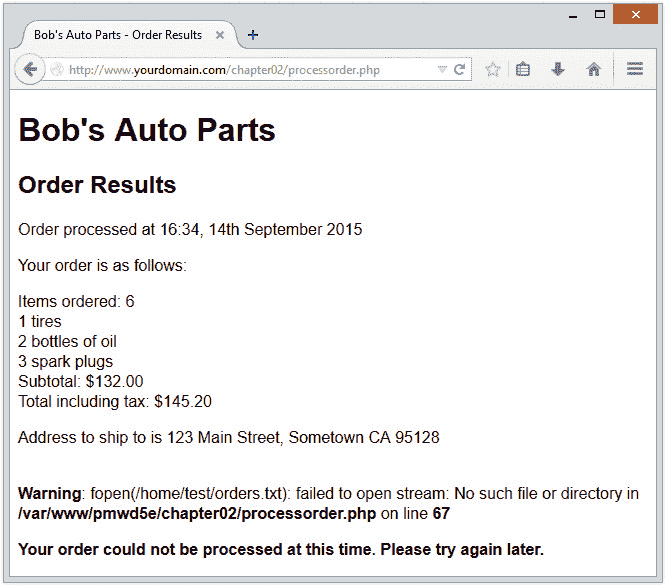 Bob's Auto Parts - Order Results
http://www.yourdomain.com/chapter02/processorder.php
Bob's Auto Parts
Order Results
Order processed at 16:34, 14th September 2015
Your order is as follows:
Items ordered: 6
1 tires
2 bottles of oil
3 spark plugs
Subtotal: $132.00
Total including tax: $145.20
Address to ship to is 123 Main Street, Sometown CA 95128
Warning: fopen(/home/test/orders.txt): failed to open stream: No such file or directory in
/var/www/pmwd5e/chapter02/processorder.php on line 67
Your order could not be processed at this time. Please try again later.